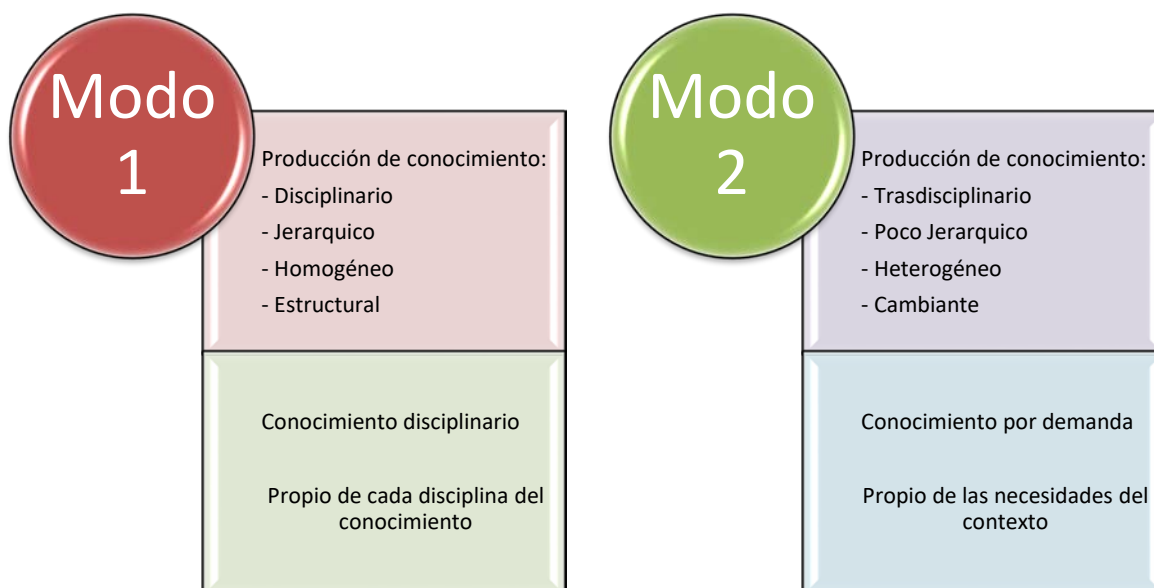 Modo
1
Producción de conocimiento:
- Disciplinario
- Jerarquico
- Homogéneo
- Estructural
Conocimiento disciplinario
Propio de cada disciplina del
conocimiento
Modo
2
Producción de conocimiento:
- Trasdisciplinario
- Poco Jerarquico
- Heterogéneo
- Cambiante
Conocimiento por demanda
Propio de las necesidades del
contexto